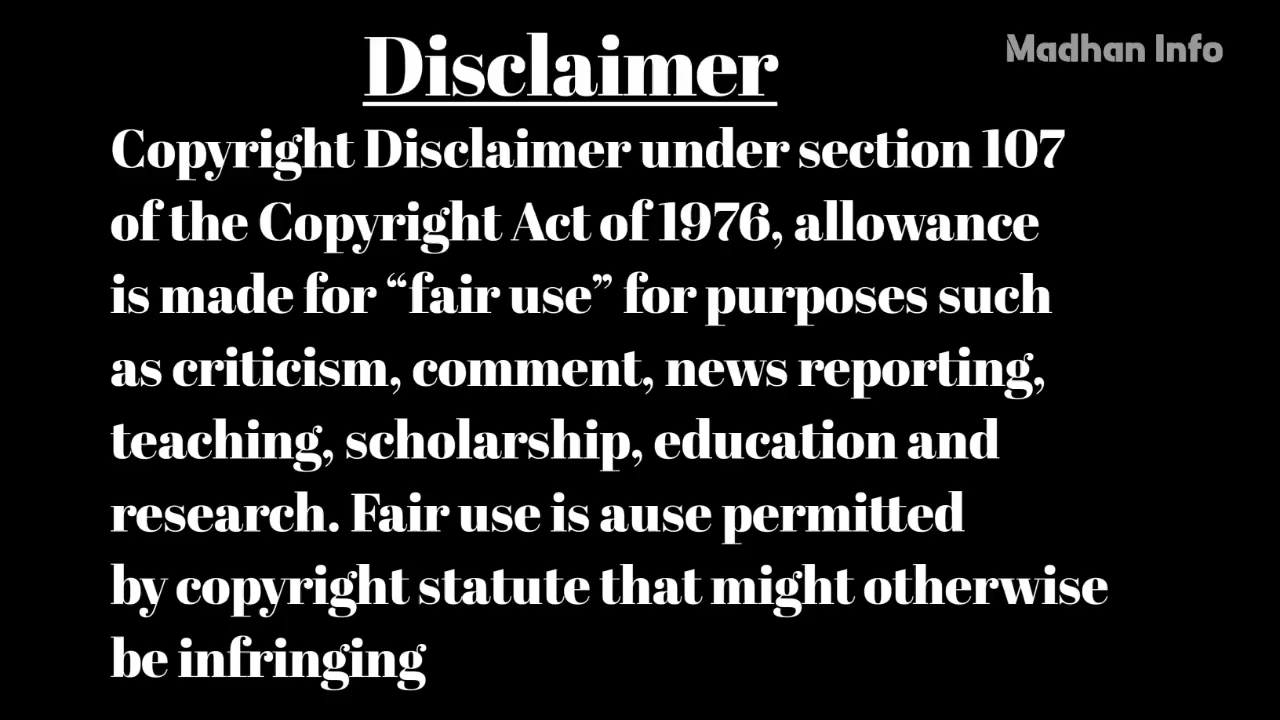 Disclaimer
Madhan Info
Copyright Disclaimer under section 107
of the Copyright Act of 1976, allowance
is made for “fair use” for purposes such
as criticism, comment, news reporting,
teaching, scholarship, education and
research. Fair use is ause permitted
by copyright statute that might otherwise
be infringing